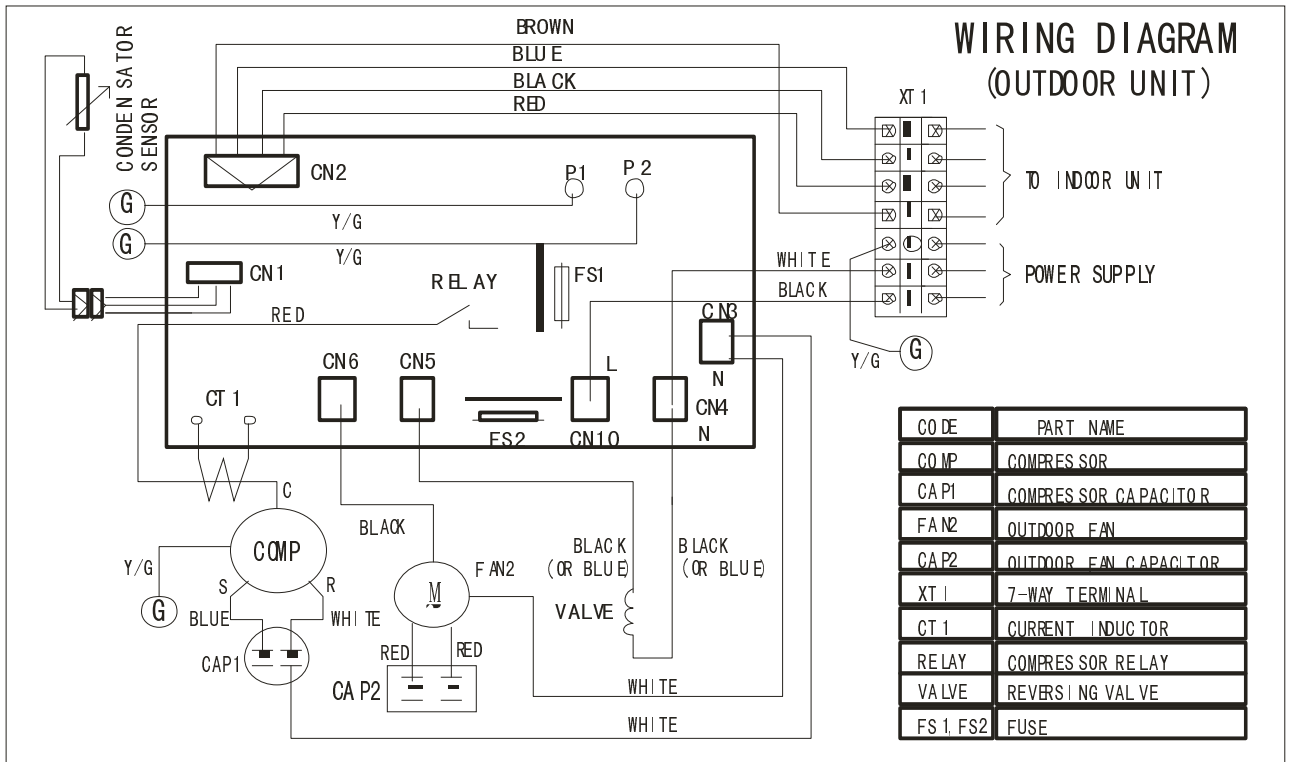 WIRING DIAGRAM
(OUTDOOR UNIT)
BROWN
BLUE
BLACK
RED
CONDENSATOR
SENSOR
XT1
CN2
P1
P2
TO INDOOR UNIT
G
Y/G
G
Y/G
CN1
RELAY
FS1
WHITE
POWER SUPPLY
BLACK
RED
CN3
Y/G
G
CN6
CN5
L
N
CT1
CN4
FS2
CN10
N
C
BLACK
COMP
Y/G
FAN2
BLACK
(OR BLUE)
BLACK
(OR BLUE)
S
R
M
G
BLUE
WHITE
VALVE
CAP1
RED
RED
CAP2
WHITE
WHITE
CODE PART NAME
COMP COMPRESSOR
CAP1 COMPRESSOR CAPACITOR
FAN2 OUTDOOR FAN
CAP2 OUTDOOR FAN CAPACITOR
XTI 7-WAY TERMINAL
CT1 CURRENT INDUCTOR
RELAY COMPRESSOR RELAY
VALVE REVERSING VALVE
FS1,FS2 FUSE